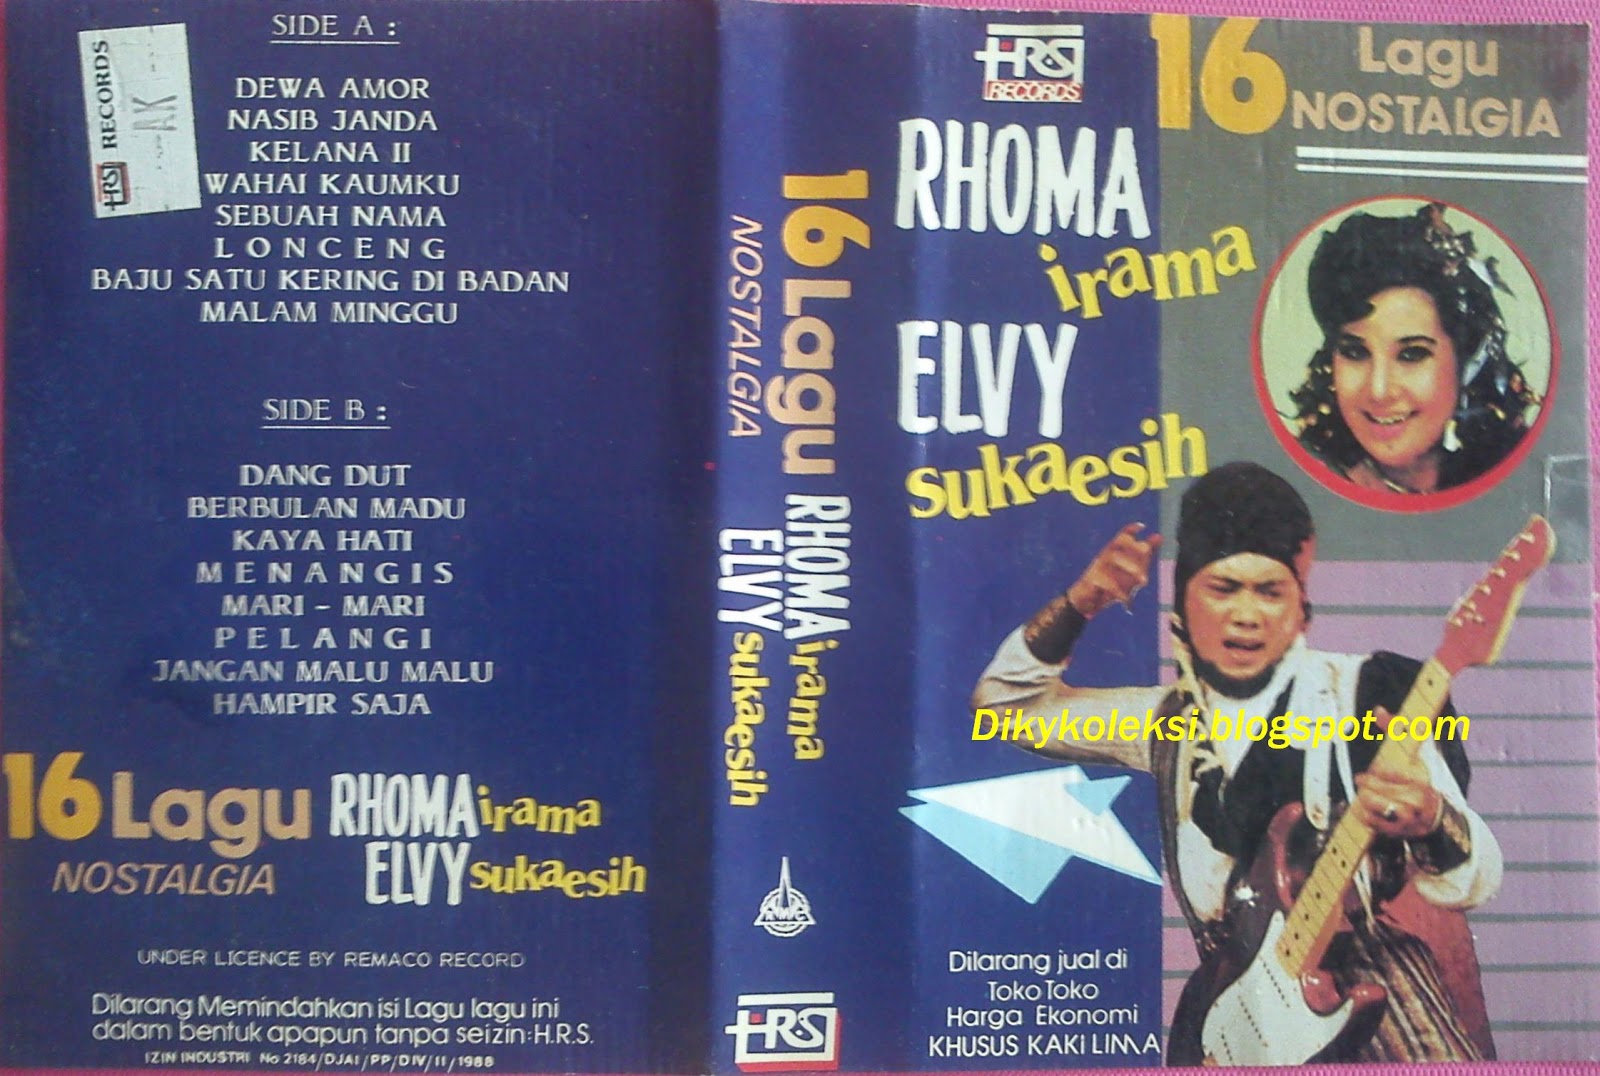 SIDE A :
HRS RECORDS
AK
DEWA AMOR
NASIB JANDA
KELANA II
WAHAI KAUMKU
SEBUAH NAMA
LONCENG
BAJU SATU KERING DI BADAN
MALAM MINGGU
SIDE B :
DANG DUT
BERBULAN MADU
KAYA HATI
MENANGIS
MARI - MARI
PELANGI
JANGAN MALU MALU
HAMPIR SAJA
16 Lagu
NOSTALGIA
RHOMA irama
ELVY sukaesih
UNDER LICENCE BY REMACO RECORD
Dilarang Memindahkan isi Lagu lagu ini
dalam bentuk apapun tanpa seizin:H.R.S.
IZIN INDUSTRI No 2184/DJAI/PP/DIV/II/1988
16 Lagu
NOSTALGIA
RHOMA irama
ELVY sukaesih
RMC
HRS
HRS
RECORDS
16 Lagu
NOSTALGIA
RHOMA
irama
ELVY
sukaesih
Dikykoleksi.blogspot.com
Dilarang jual di
Toko Toko
Harga Ekonomi
KHUSUS KAKI LIMA